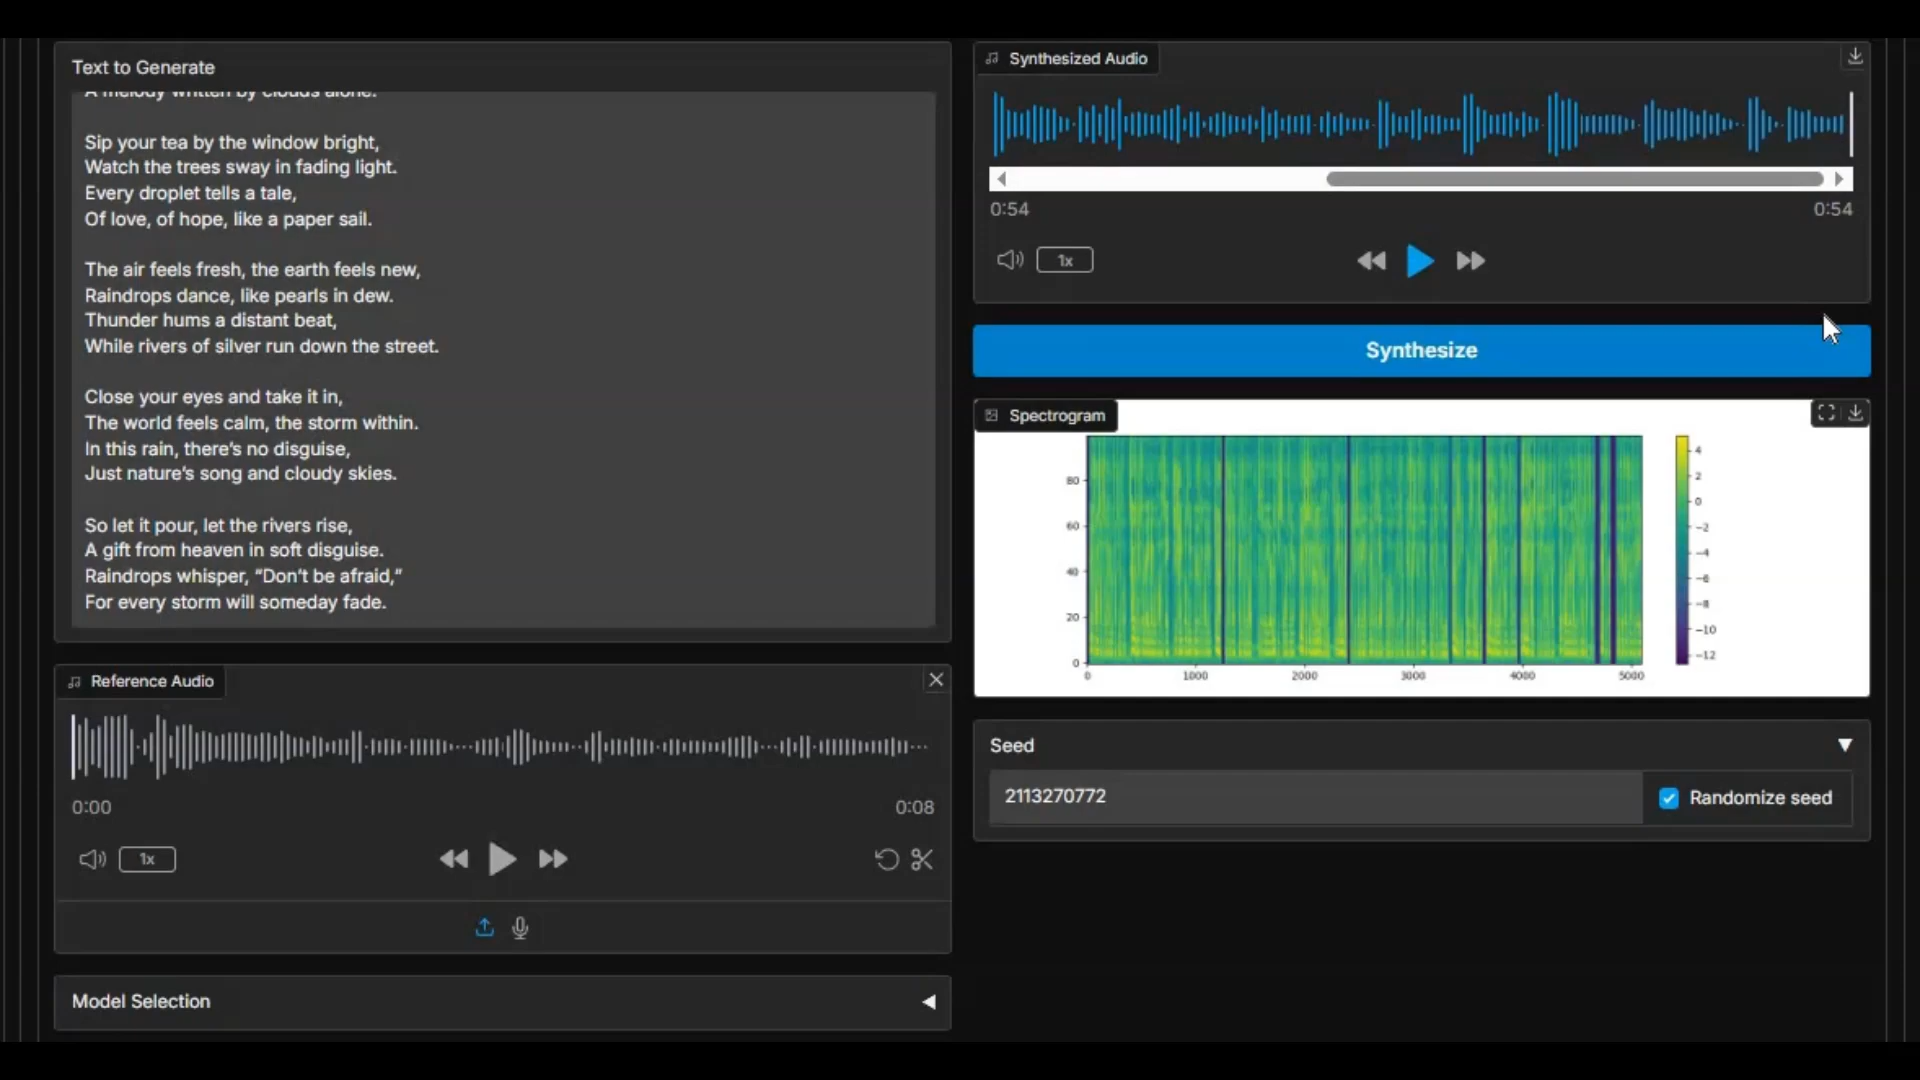 Text to Generate
A melody written by clouds alone.
Sip your tea by the window bright,
Watch the trees sway in fading light.
Every droplet tells a tale,
Of love, of hope, like a paper sail.
The air feels fresh, the earth feels new,
Raindrops dance, like pearls in dew.
Thunder hums a distant beat,
While rivers of silver run down the street.
Close your eyes and take it in,
The world feels calm, the storm within.
In this rain, there's no disguise,
Just nature's song and cloudy skies.
So let it pour, let the rivers rise,
A gift from heaven in soft disguise.
Raindrops whisper, “Don't be afraid,”
For every storm will someday fade.
Reference Audio
0:00 0:08
1x
Model Selection
Synthesized Audio
0:54 0:54
1x
Synthesize
Spectrogram
80
60
40
20
0
0 1000 2000 3000 4000 5000
4
2
0
−2
−4
−6
−8
−10
−12
Seed
2113270772
Randomize seed